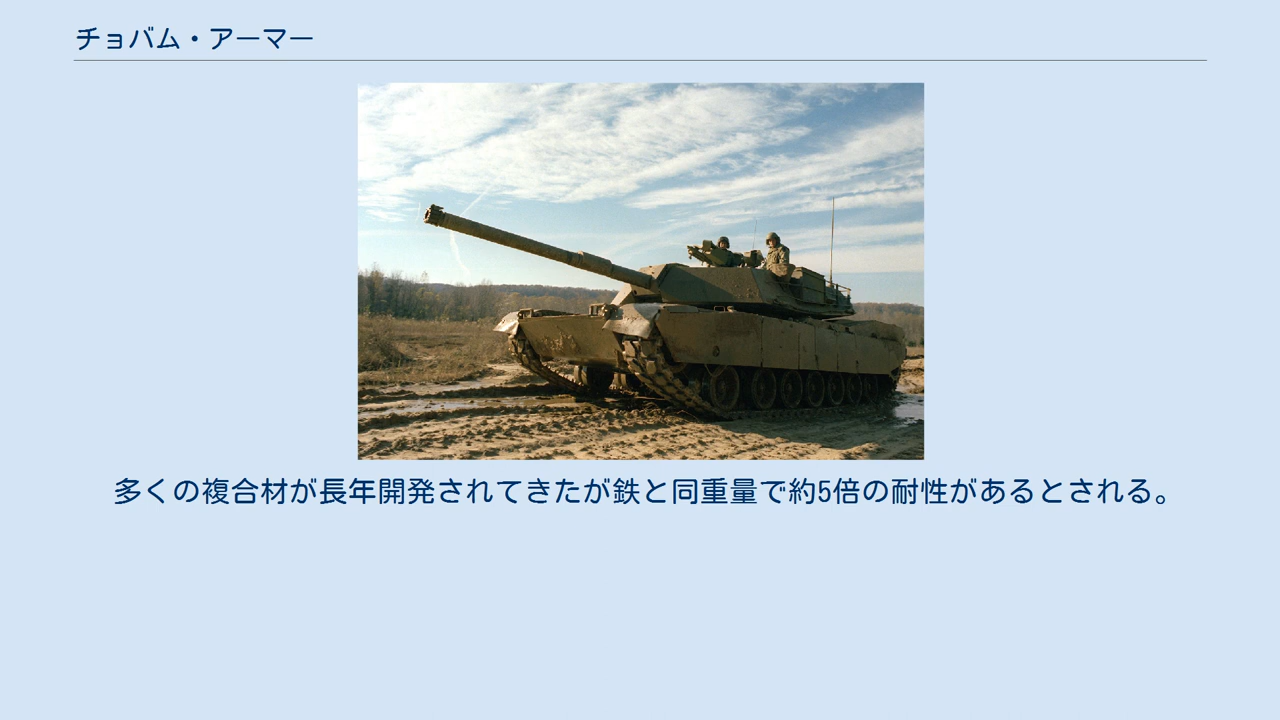 チョバム・アーマー
多くの複合材が長年開発されてきたが鉄と同重量で約5倍の耐性があるとされる。